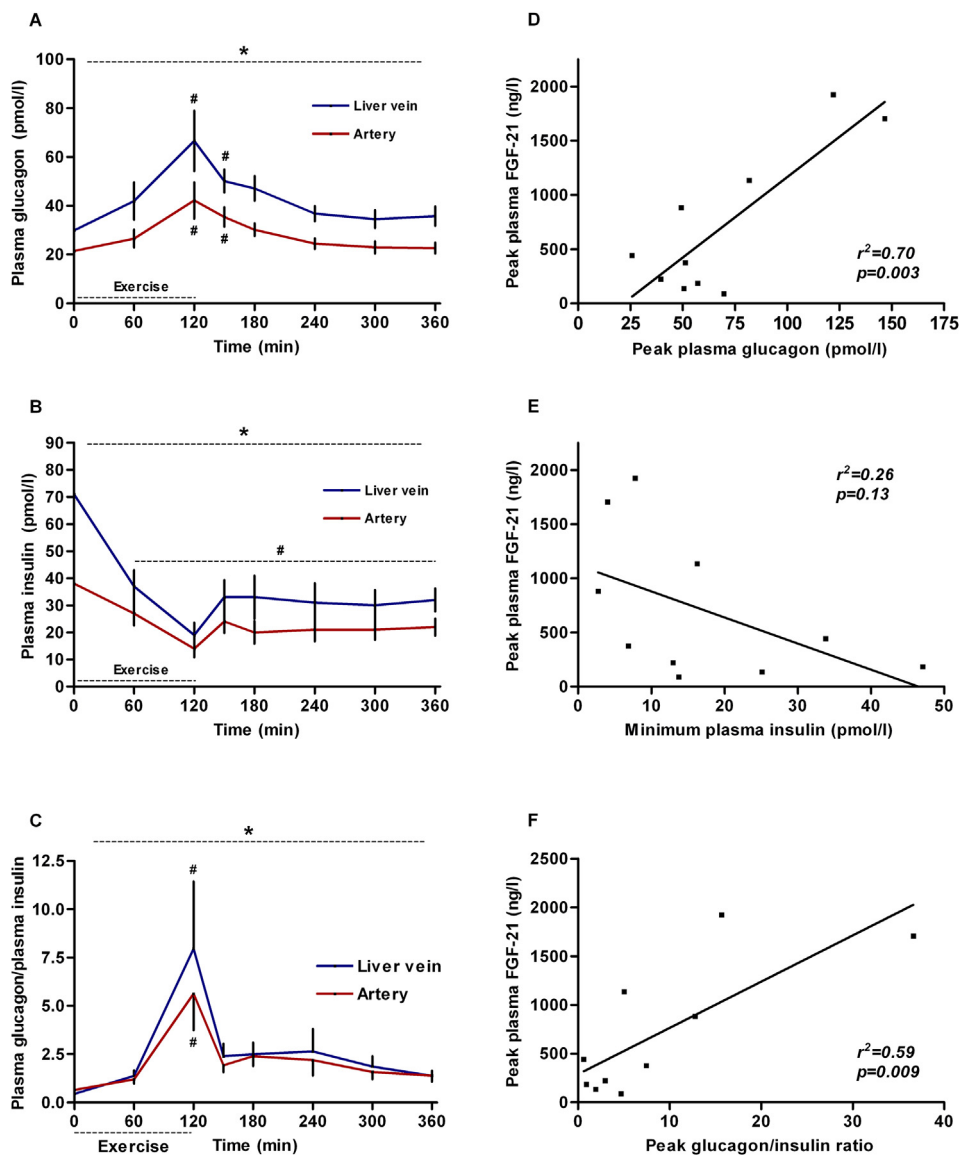 A
*
Plasma glucagon (pmol/l)
100
80
60
40
20
0
#
#
#
#
Liver vein
Artery
Exercise
0 60 120 180 240 300 360
Time (min)
D
Peak plasma FGF-21 (ng/l)
2000
1500
1000
500
0
r²=0.70
p=0.003
0 25 50 75 100 125 150 175
Peak plasma glucagon (pmol/l)
B
*
Plasma insulin (pmol/l)
90
80
70
60
50
40
30
20
10
0
Liver vein
Artery
#
Exercise
0 60 120 180 240 300 360
Time (min)
E
Peak plasma FGF-21 (ng/l)
2000
1500
1000
500
0
r²=0.26
p=0.13
0 10 20 30 40 50
Minimum plasma insulin (pmol/l)
C
*
Plasma glucagon/plasma insulin
12.5
10.0
7.5
5.0
2.5
0.0
#
#
Liver vein
Artery
0 60 120 180 240 300 360
Exercise Time (min)
F
Peak plasma FGF-21 (ng/l)
2500
2000
1500
1000
500
0
r²=0.59
p=0.009
0 10 20 30 40
Peak glucagon/insulin ratio